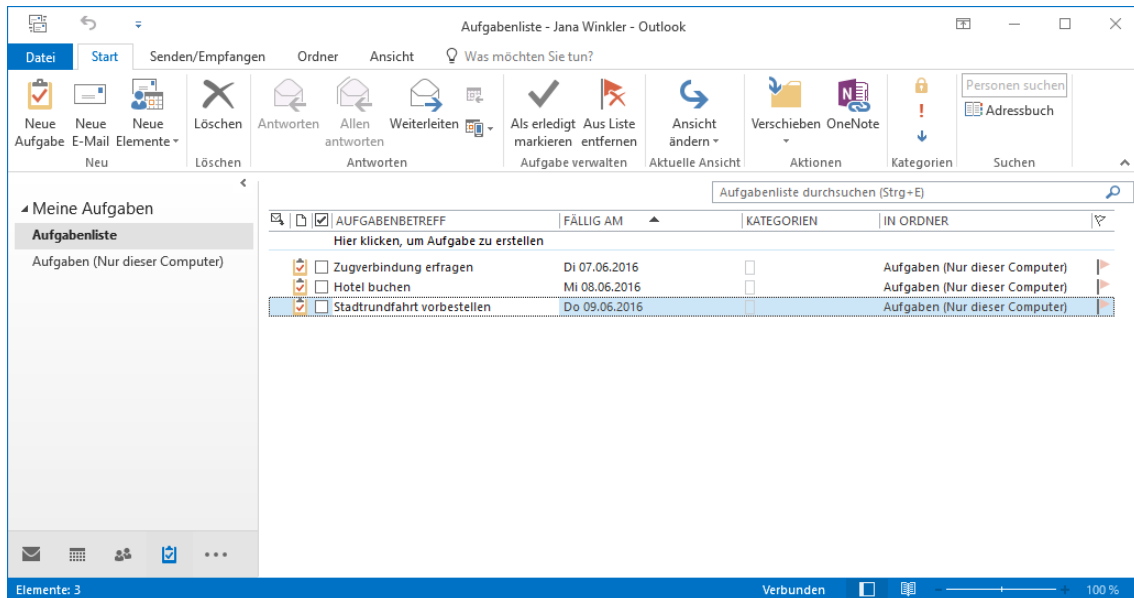 Aufgabenliste - Jana Winkler - Outlook
Datei Start Senden/Empfangen Ordner Ansicht Was möchten Sie tun?
Neue Aufgabe
Neue E-Mail
Neue Elemente
Löschen
Antworten
Allen antworten
Weiterleiten
Als erledigt markieren
Aus Liste entfernen
Ansicht ändern
Verschieben
OneNote
Personen suchen
Adressbuch
Neu Löschen Antworten Aufgabe verwalten Aktuelle Ansicht Aktionen Kategorien Suchen
Aufgabenliste durchsuchen (Strg+E)
Meine Aufgaben
Aufgabenliste
Aufgaben (Nur dieser Computer)
AUFGABENBETREFF FÄLLIG AM KATEGORIEN IN ORDNER
Hier klicken, um Aufgabe zu erstellen
Zugverbindung erfragen Di 07.06.2016 Aufgaben (Nur dieser Computer)
Hotel buchen Mi 08.06.2016 Aufgaben (Nur dieser Computer)
Stadtrundfahrt vorbestellen Do 09.06.2016 Aufgaben (Nur dieser Computer)
Elemente: 3 Verbunden 100 %